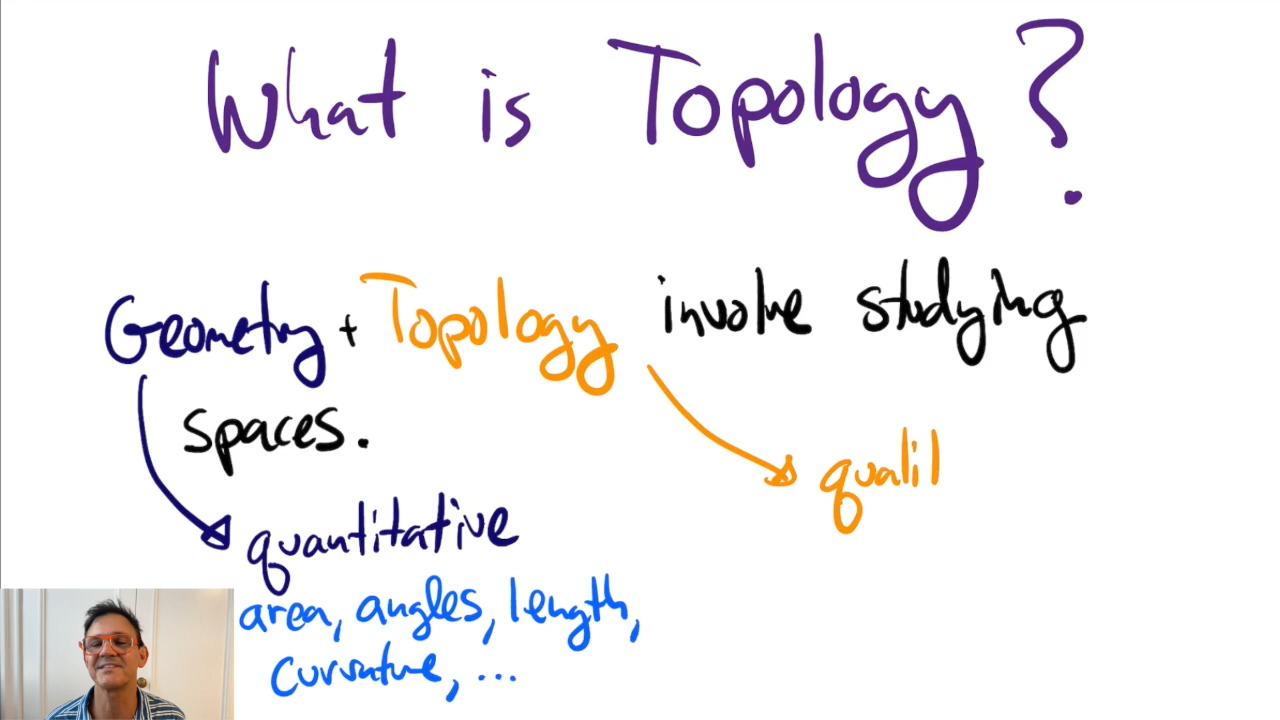 What is Topology?
Geometry + Topology involve studying
spaces.
qualit
quantitative
area, angles, length,
curvature, ...